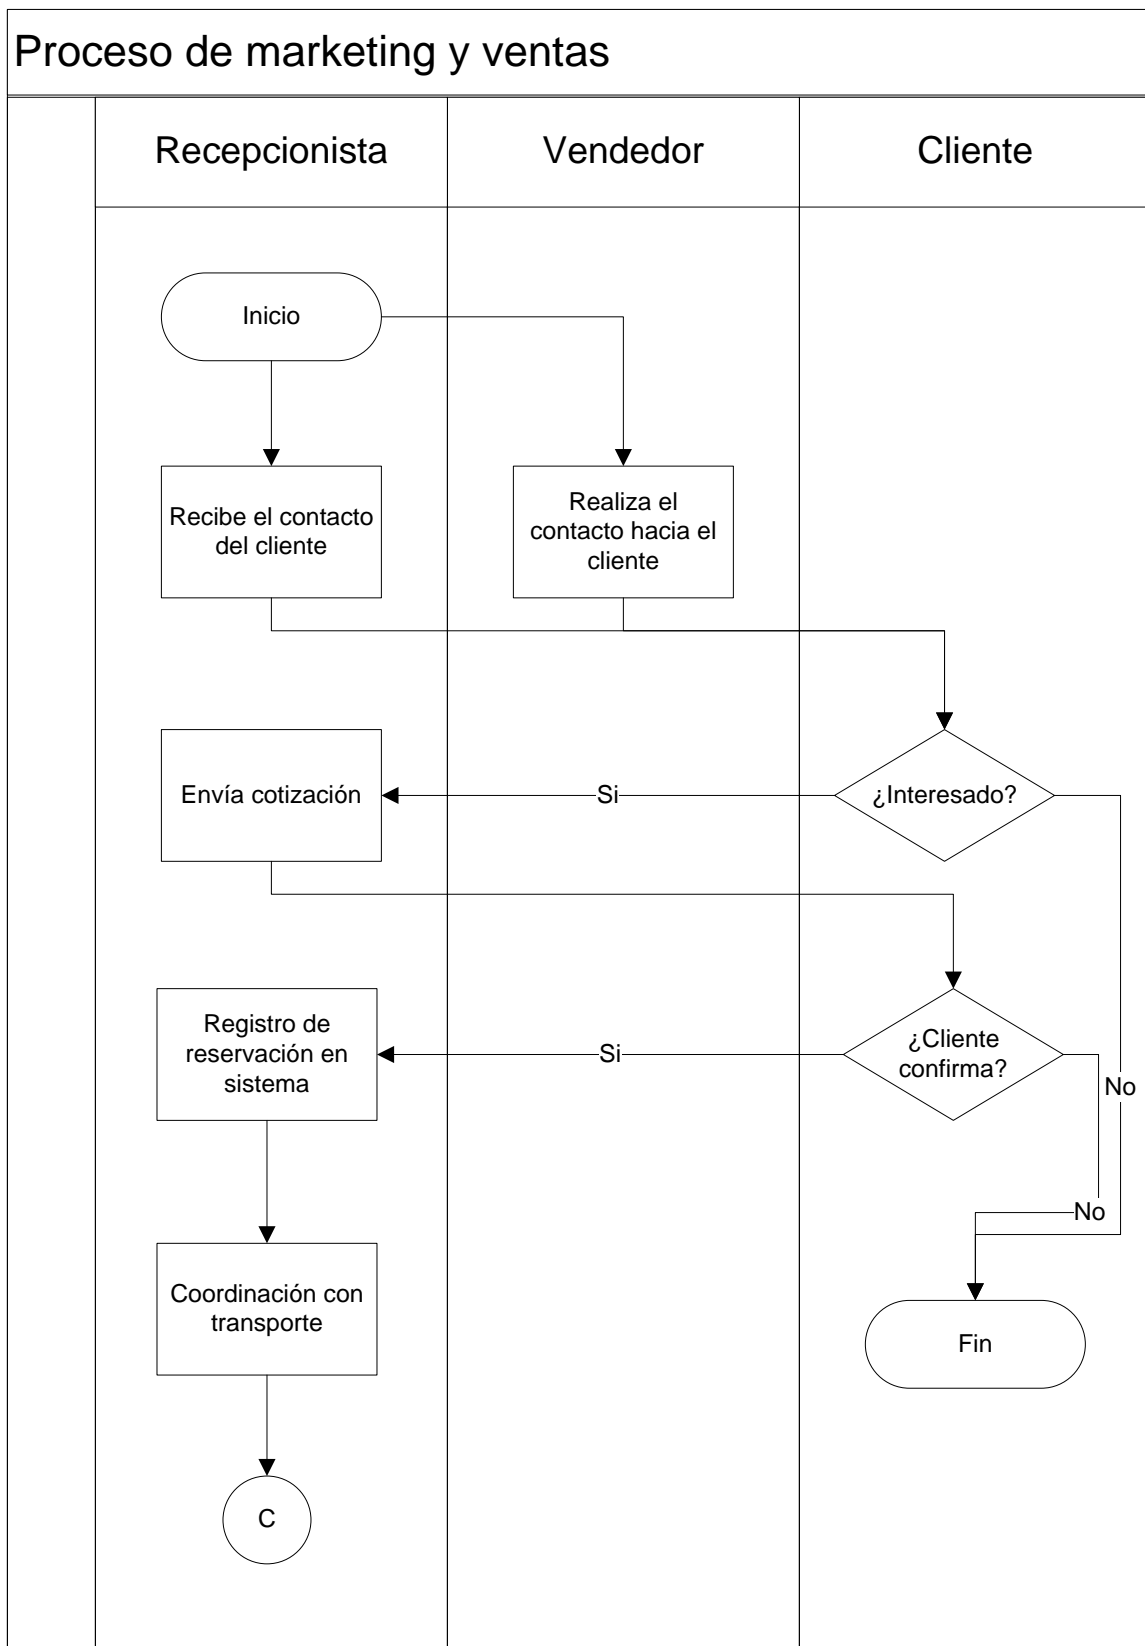 Proceso de marketing y ventas
Recepcionista
Vendedor
Cliente
Inicio
Recibe el contacto
del cliente
Realiza el
contacto hacia el
cliente
Envía cotización
Si
¿Interesado?
Registro de
reservación en
sistema
Si
¿Cliente
confirma?
No
No
Coordinación con
transporte
Fin
C